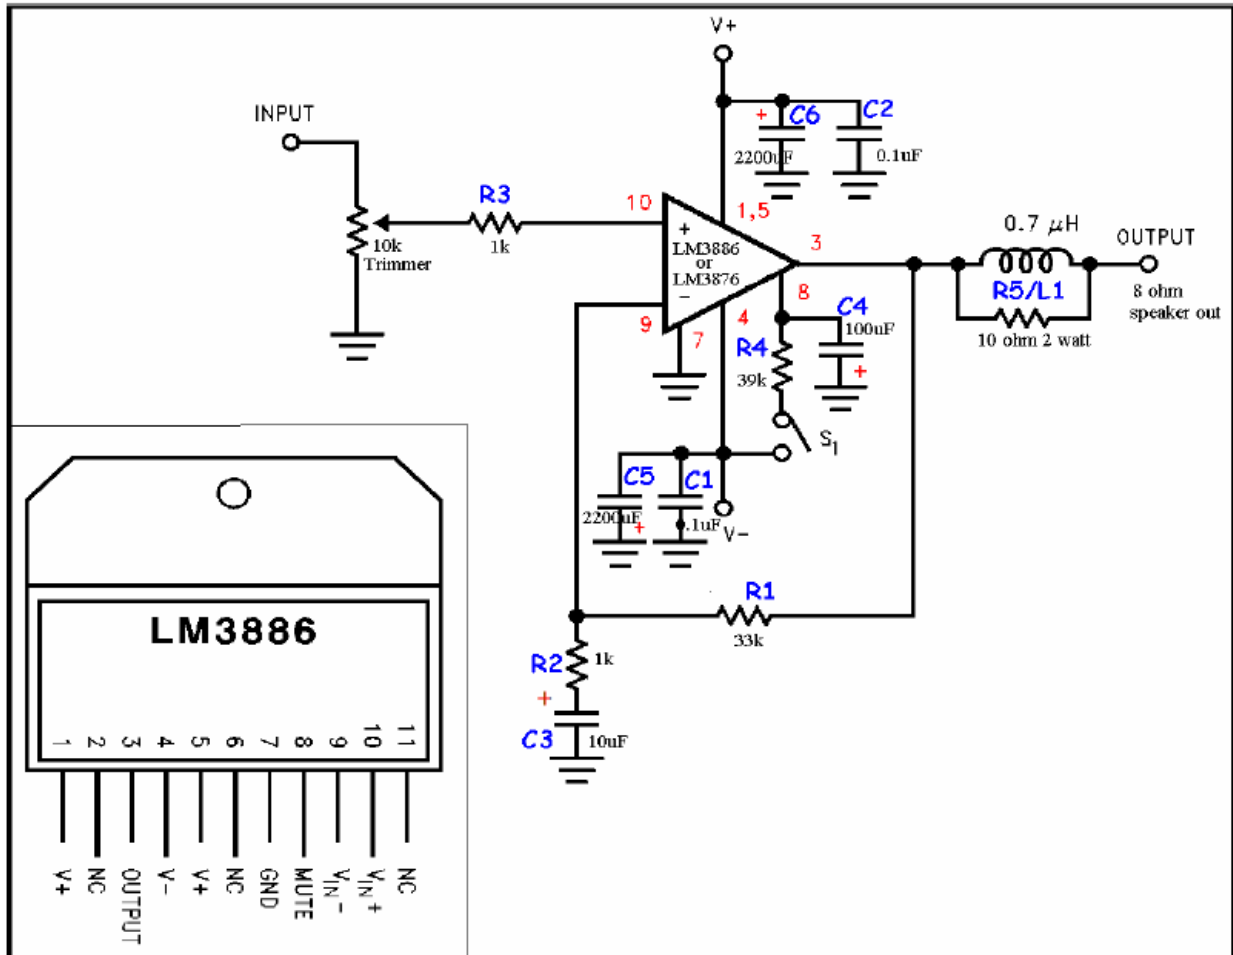 V+
INPUT
+
C6
C2
2200uF
0.1uF
R3
10
1,5
10k
Trimmer
1k
+
LM3886
or
LM3876
-
3
0.7 μH
OUTPUT
R5/L1
8 ohm
speaker out
10 ohm 2 watt
9
7
4
8
C4
100uF
+
R4
39k
S1
C5
C1
2200uF
+
0.1uF
V-
R1
33k
R2
1k
+
C3
10uF
LM3886
1 2 3 4 5 6 7 8 9 10 11
V+
NC
OUTPUT
V-
V+
NC
GND
MUTE
VIN-
VIN+
NC